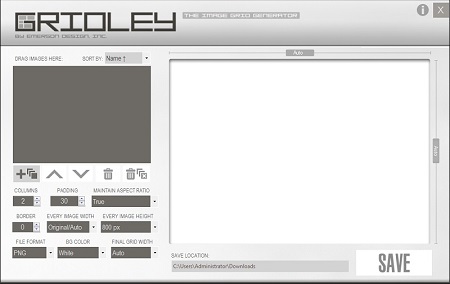 GRIDLEY THE IMAGE GRID GENERATOR
BY EMERSON DESIGN, INC.
i X
DRAG IMAGES HERE: SORT BY: Name ↑
Auto
Auto
COLUMNS PADDING MAINTAIN ASPECT RATIO
2 30 True
BORDER EVERY IMAGE WIDTH EVERY IMAGE HEIGHT
0 Original/Auto 800 px
FILE FORMAT BG COLOR FINAL GRID WIDTH
PNG White Auto
SAVE LOCATION:
C:\Users\Administrator\Downloads
SAVE